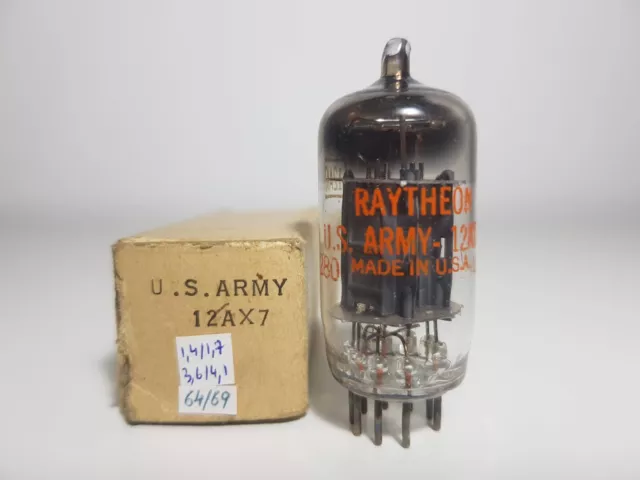 U.S. ARMY
12AX7
1,4/1,7
3,6/4,1
64/69
RAYTHEON
U.S. ARMY-
MADE IN U.S.A.